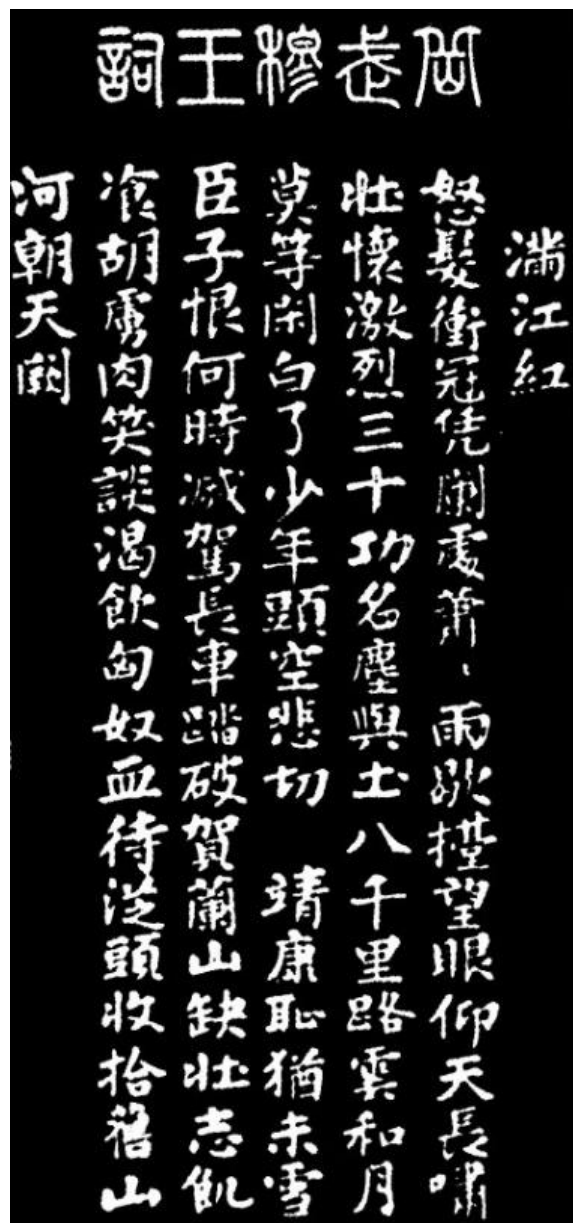 岳武穆王詞
滿江紅
怒髮衝冠凭闌處蕭、雨歇擡望眼仰天長嘯
壯懷激烈三十功名塵與土八千里路雲和月
莫等閑白了少年頭空悲切　靖康恥猶未雪
臣子恨何時滅駕長車踏破賀蘭山缺壯志飢
飡胡虜肉笑談渴飲匈奴血待從頭收拾舊山
河朝天闕